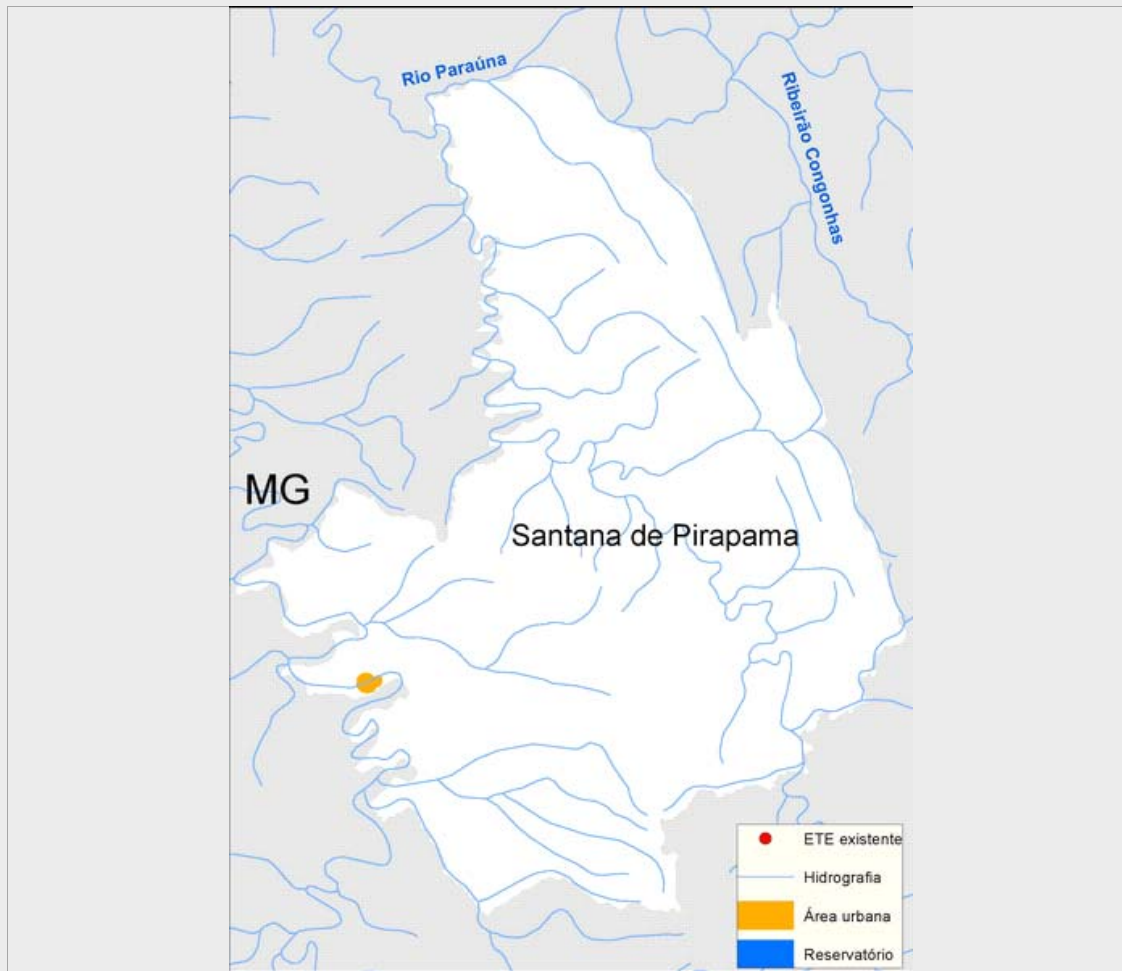 Rio Paraúna
Ribeirão Congonhas
MG
Santana de Pirapama
ETE existente
Hidrografia
Área urbana
Reservatório